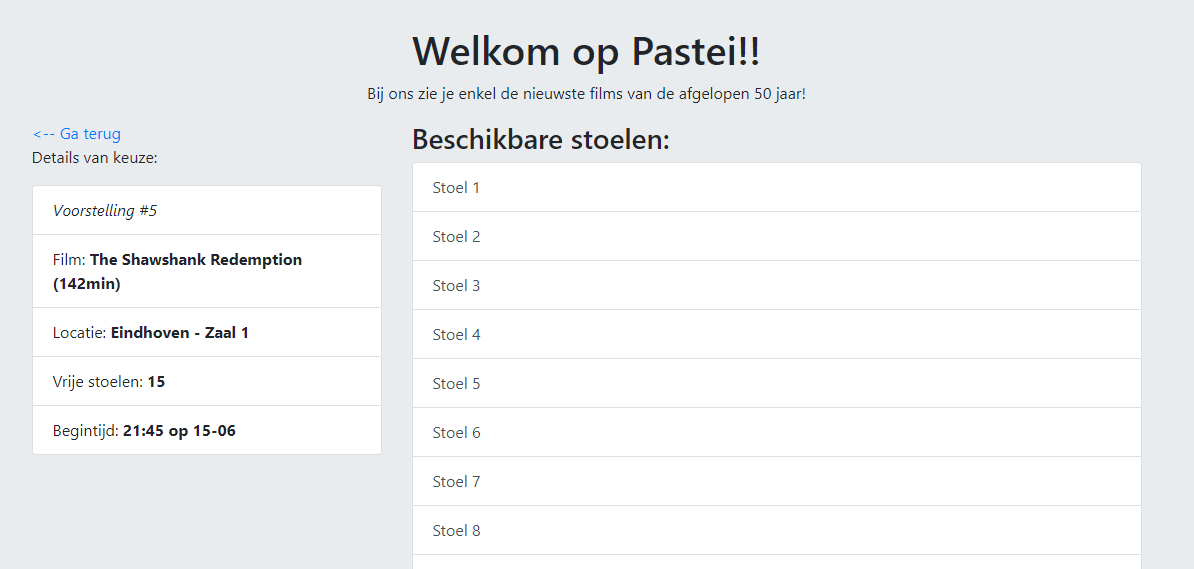 Welkom op Pastei!!
Bij ons zie je enkel de nieuwste films van de afgelopen 50 jaar!
<-- Ga terug
Details van keuze:
Voorstelling #5
Film: The Shawshank Redemption
(142min)
Locatie: Eindhoven - Zaal 1
Vrije stoelen: 15
Begintijd: 21:45 op 15-06
Beschikbare stoelen:
Stoel 1
Stoel 2
Stoel 3
Stoel 4
Stoel 5
Stoel 6
Stoel 7
Stoel 8